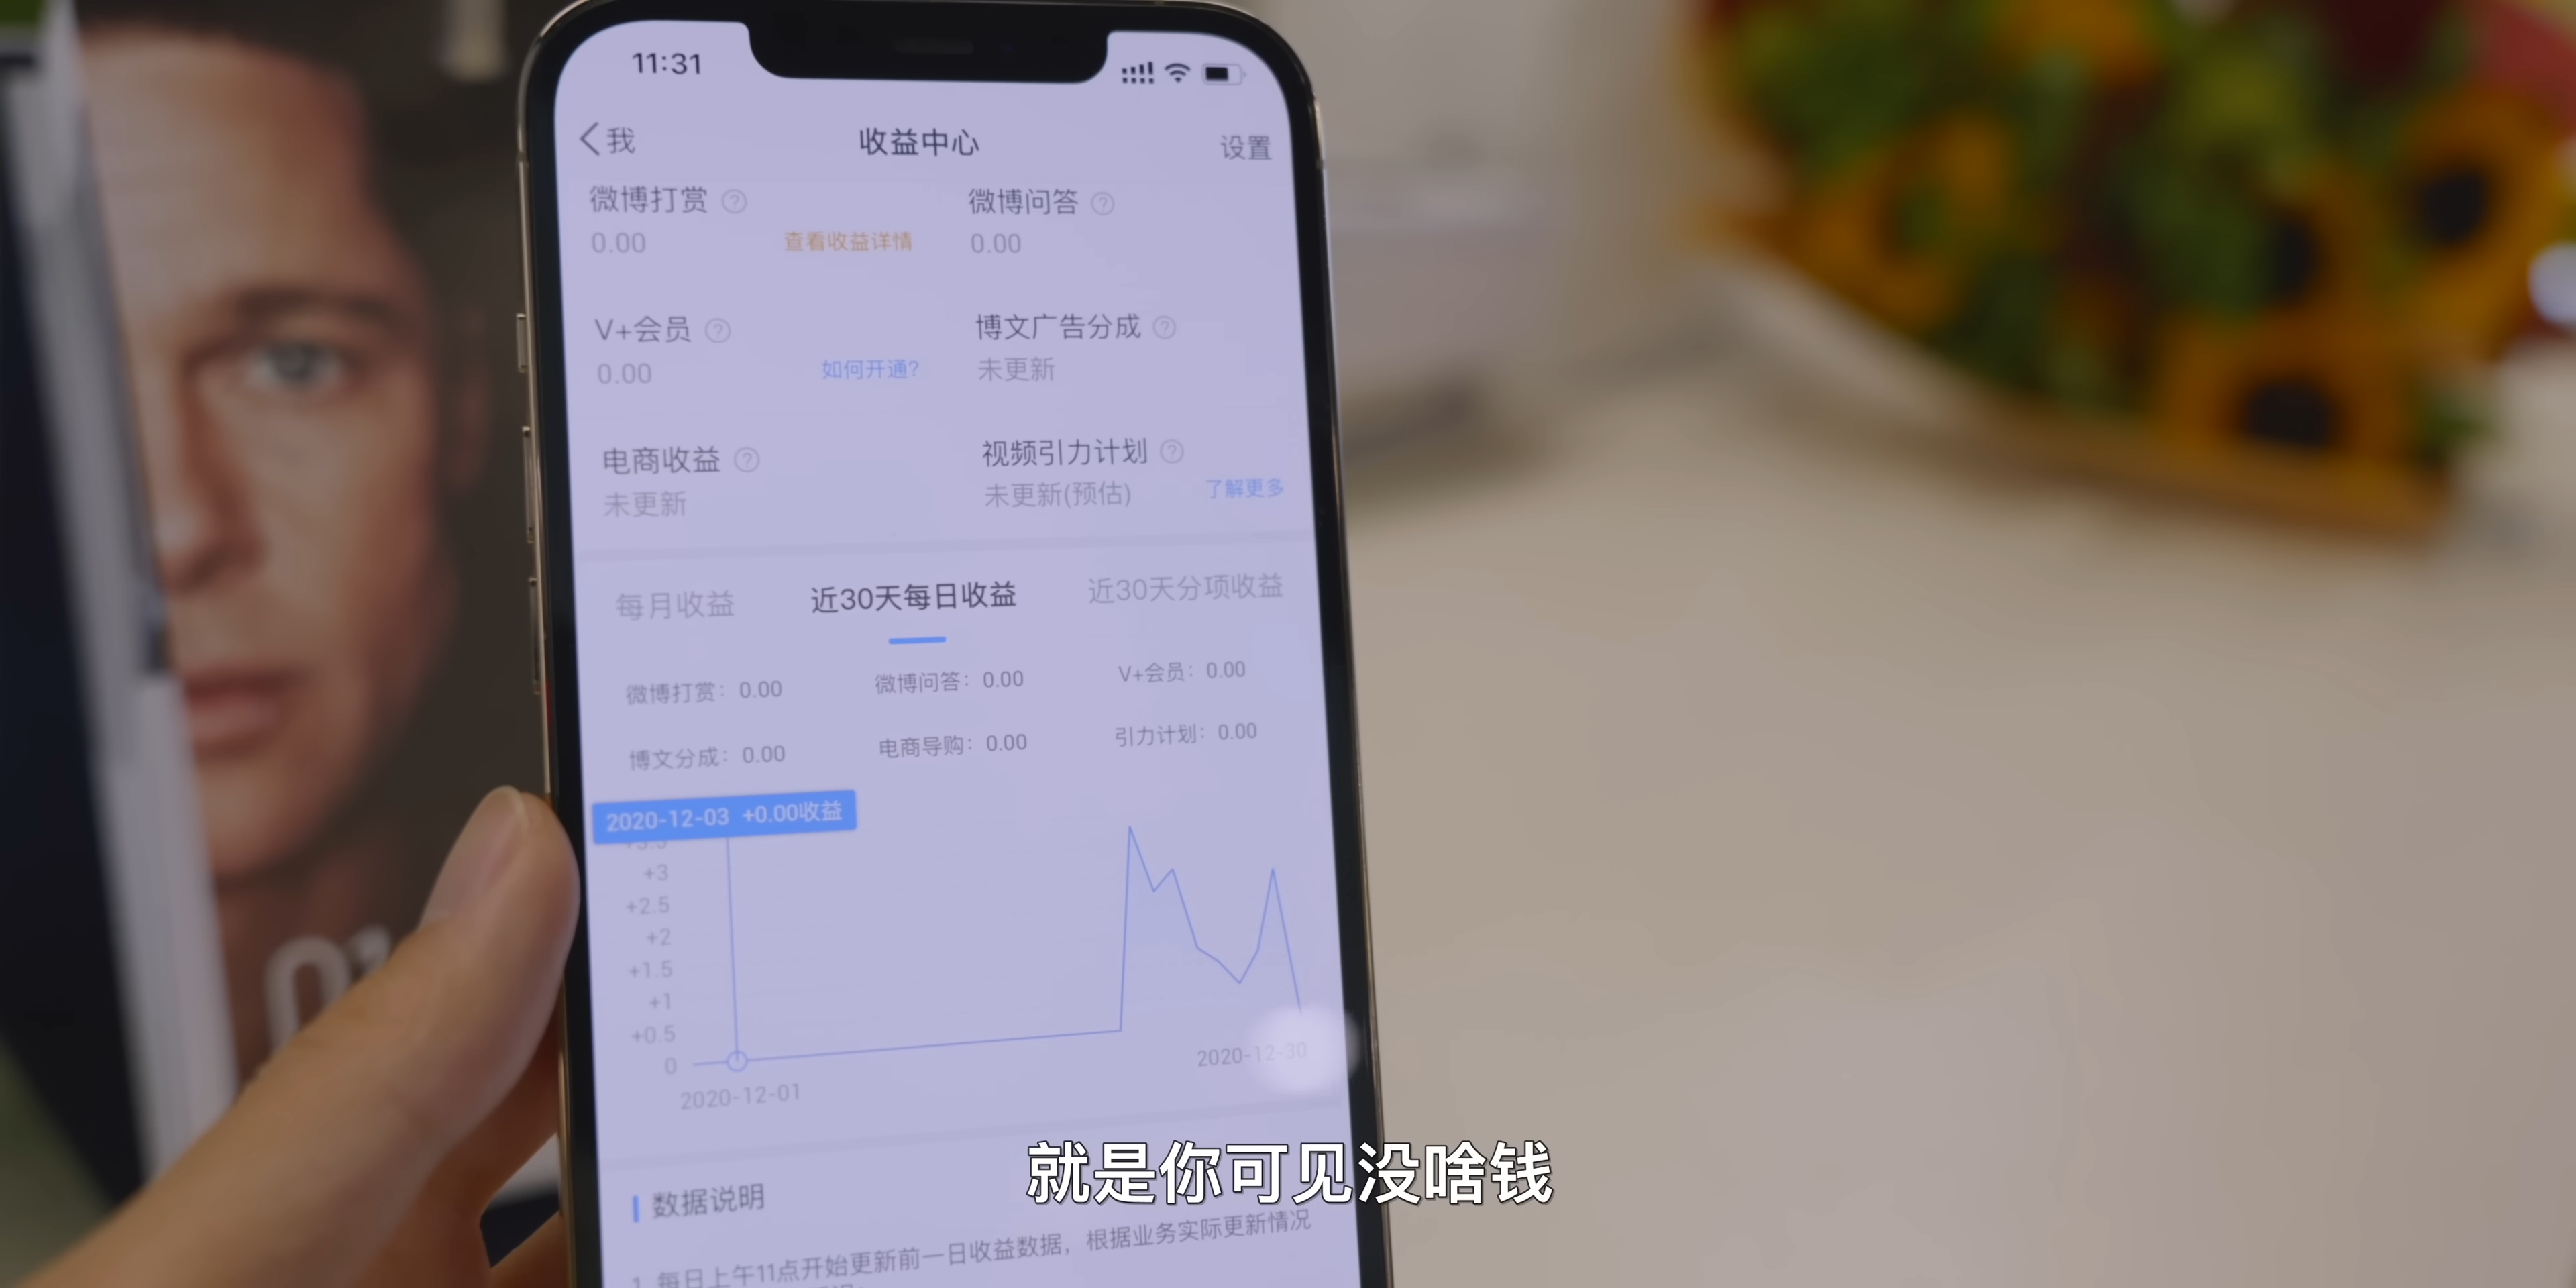 11:31
我 收益中心 设置
微博打赏 ? 微博问答 ?
0.00 查看收益详情 0.00
V+会员 ? 博文广告分成 ?
0.00 如何开通? 未更新
电商收益 ? 视频引力计划 ?
未更新 未更新(预估) 了解更多
每月收益 近30天每日收益 近30天分项收益
微博打赏：0.00 微博问答：0.00 V+会员：0.00
博文分成：0.00 电商导购：0.00 引力计划：0.00
2020-12-03 +0.00收益
+3
+2.5
+2
+1.5
+1
+0.5
0
2020-12-01 2020-12-30
就是你可见没啥钱
数据说明
1. 每日上午11点开始更新前一日收益数据，根据业务实际更新情况